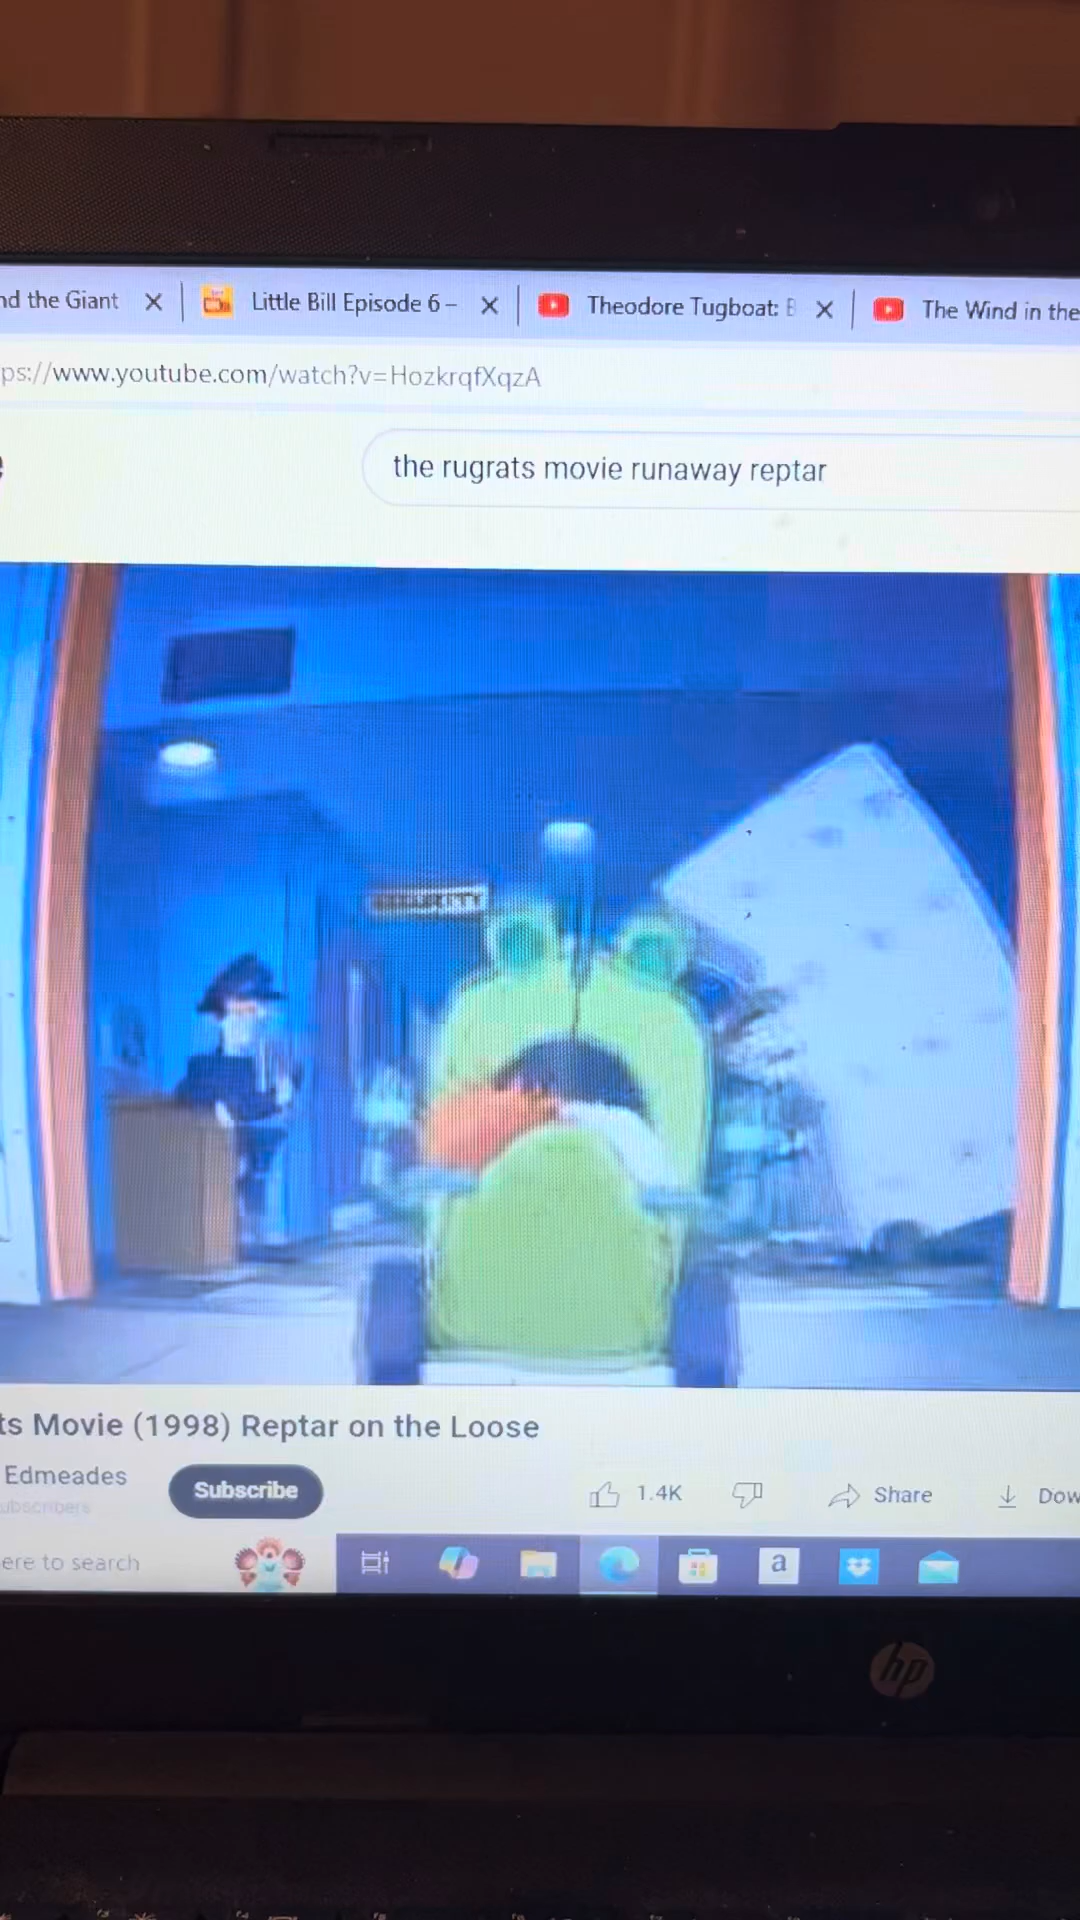 nd the Giant
Little Bill Episode 6 –
Theodore Tugboat: B
The Wind in the
ps://www.youtube.com/watch?v=HozkrqfXqzA
the rugrats movie runaway reptar
SECURITY
ts Movie (1998) Reptar on the Loose
Edmeades
Subscribe
1.4K
Share
Dow
ubscribers
ere to search
a
hp